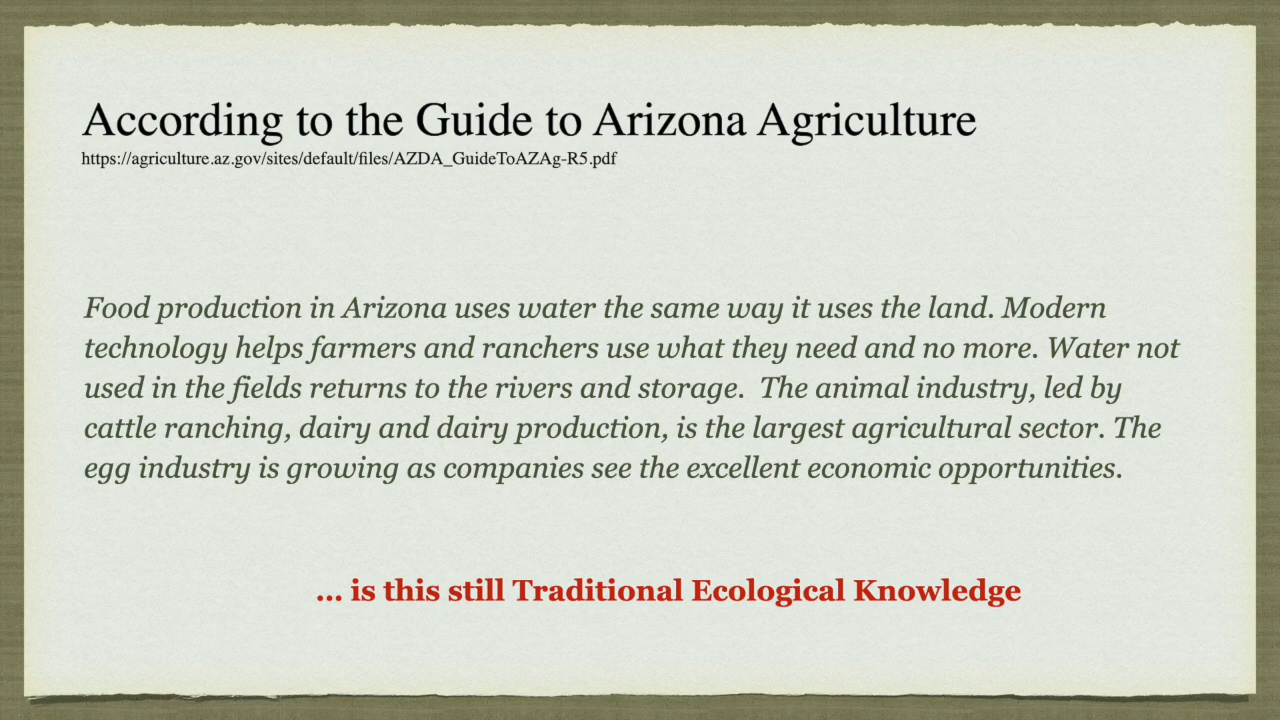 According to the Guide to Arizona Agriculture
https://agriculture.az.gov/sites/default/files/AZDA_GuideToAZAg-R5.pdf
Food production in Arizona uses water the same way it uses the land. Modern
technology helps farmers and ranchers use what they need and no more. Water not
used in the fields returns to the rivers and storage.  The animal industry, led by
cattle ranching, dairy and dairy production, is the largest agricultural sector. The
egg industry is growing as companies see the excellent economic opportunities.
... is this still Traditional Ecological Knowledge